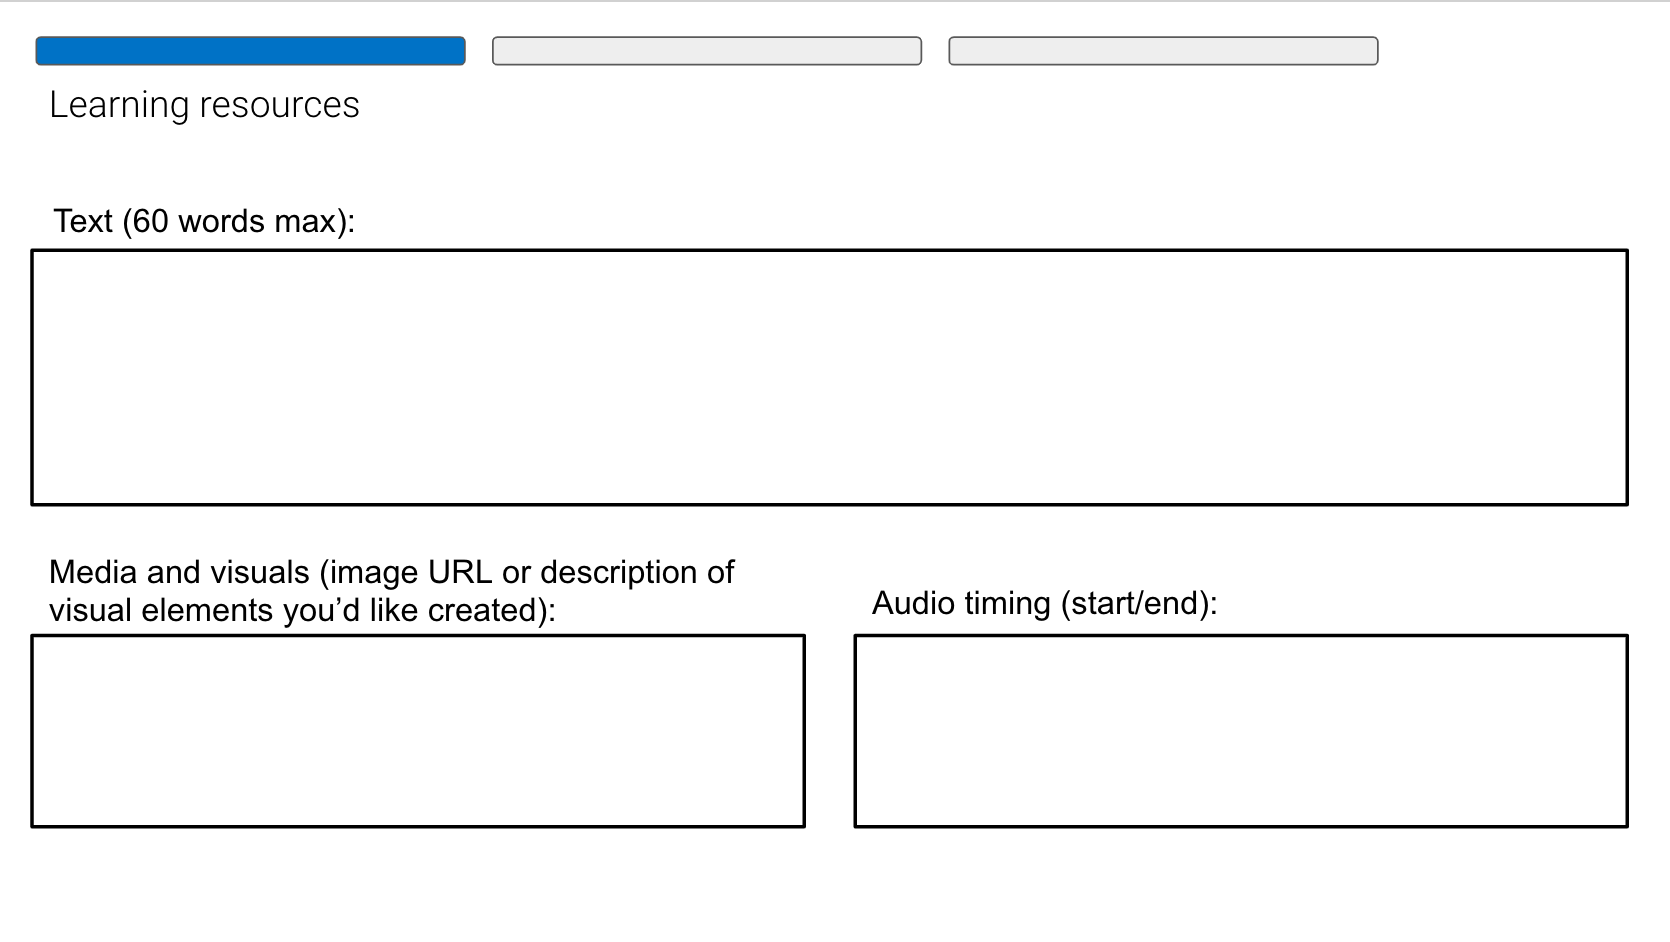 Learning resources
Text (60 words max):
Media and visuals (image URL or description of
visual elements you’d like created):
Audio timing (start/end):